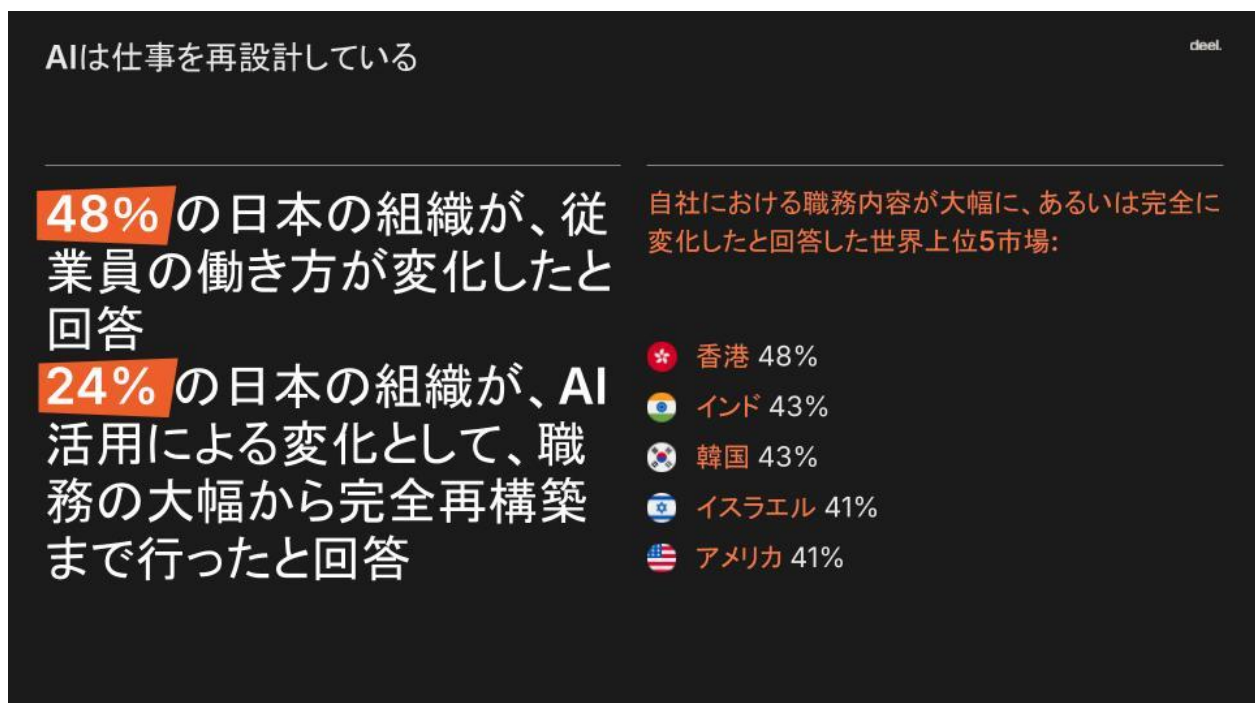 AIは仕事を再設計している
deel.
48% の日本の組織が、従
業員の働き方が変化したと
回答
24% の日本の組織が、AI
活用による変化として、職
務の大幅から完全再構築
まで行ったと回答
自社における職務内容が大幅に、あるいは完全に
変化したと回答した世界上位5市場:
香港 48%
インド 43%
韓国 43%
イスラエル 41%
アメリカ 41%